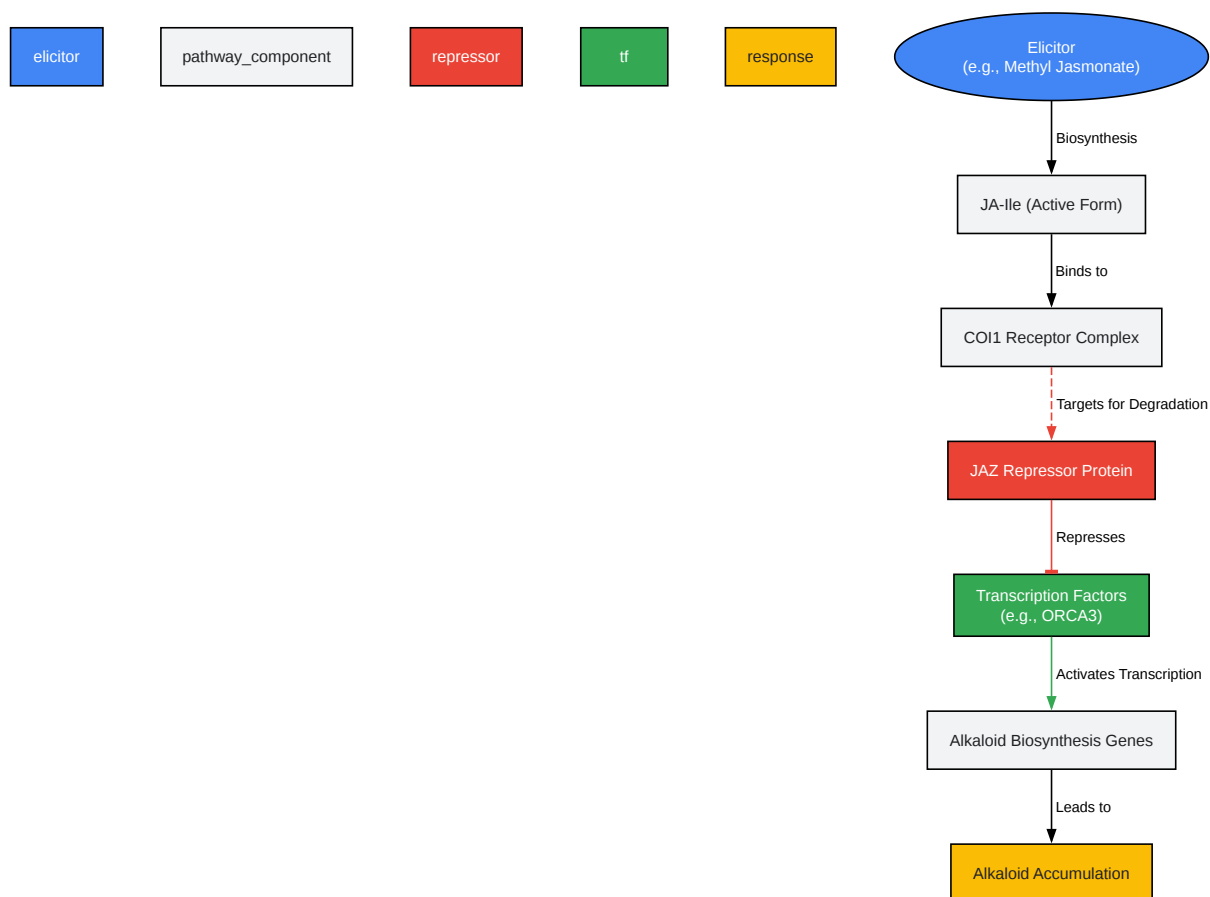 elicitor
pathway_component
repressor
tf
response
Elicitor
(e.g., Methyl Jasmonate)
Biosynthesis
JA-Ile (Active Form)
Binds to
COI1 Receptor Complex
Targets for Degradation
JAZ Repressor Protein
Represses
Transcription Factors
(e.g., ORCA3)
Activates Transcription
Alkaloid Biosynthesis Genes
Leads to
Alkaloid Accumulation